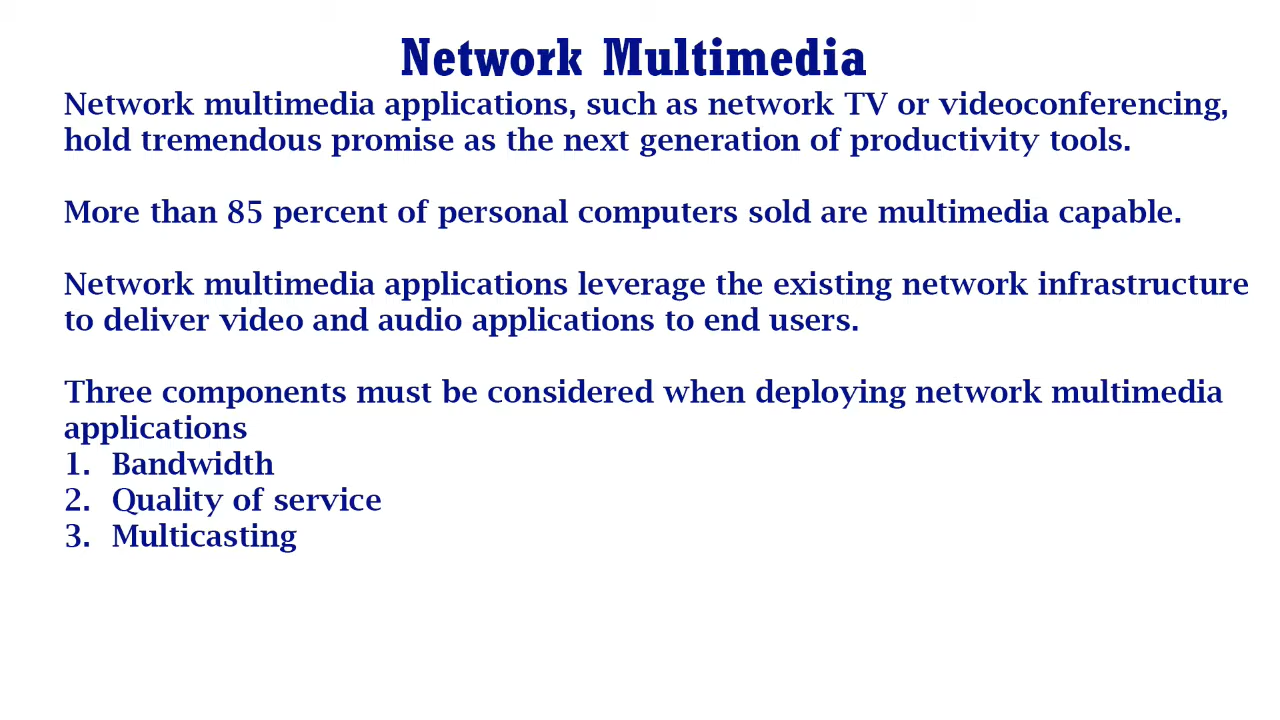 Network Multimedia
Network multimedia applications, such as network TV or videoconferencing,
hold tremendous promise as the next generation of productivity tools.
More than 85 percent of personal computers sold are multimedia capable.
Network multimedia applications leverage the existing network infrastructure
to deliver video and audio applications to end users.
Three components must be considered when deploying network multimedia
applications
1. Bandwidth
2. Quality of service
3. Multicasting